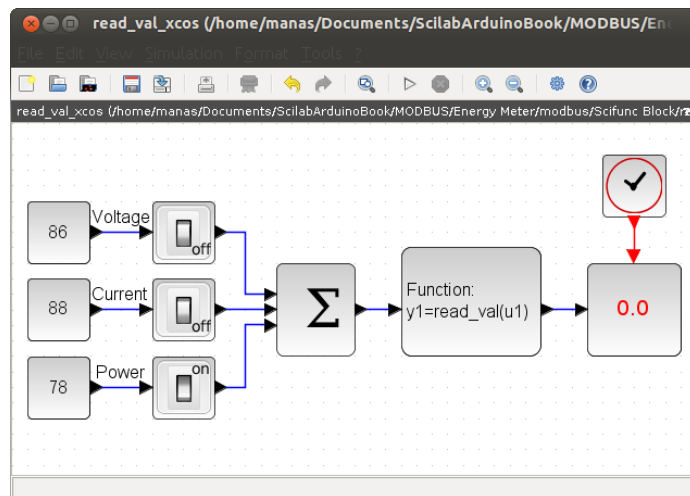 read_val_xcos (/home/manas/Documents/ScilabArduinoBook/MODBUS/En
File Edit View Simulation Format Tools ?
read_val_xcos (/home/manas/Documents/ScilabArduinoBook/MODBUS/Energy Meter/modbus/Scifunc Block/r
86
Voltage
off
88
Current
off
78
Power
on
Σ
Function:
y1=read_val(u1)
0.0